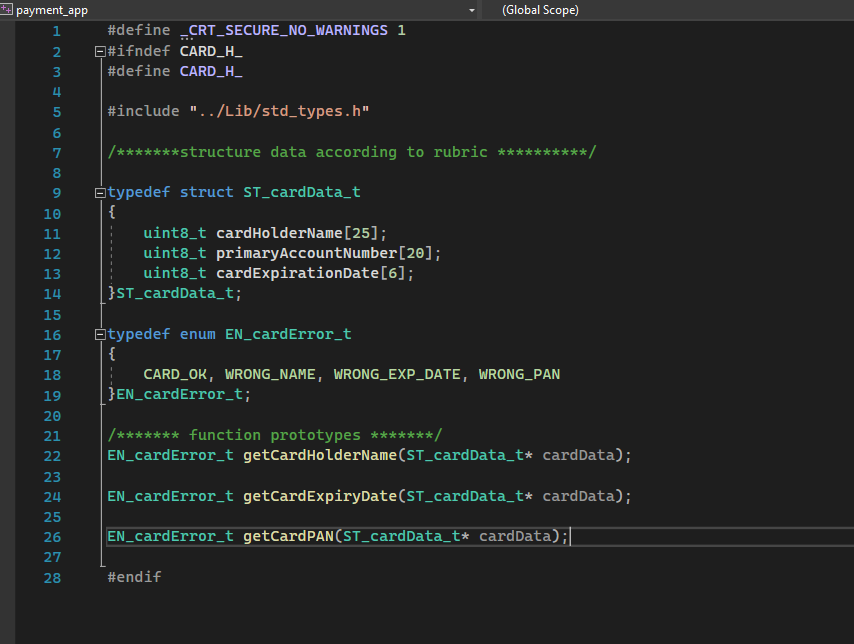 payment_app (Global Scope)
1 #define _CRT_SECURE_NO_WARNINGS 1
2 #ifndef CARD_H_
3 #define CARD_H_
4
5 #include "../Lib/std_types.h"
6
7 /*******structure data according to rubric **********/
8
9 typedef struct ST_cardData_t
10 {
11 uint8_t cardHolderName[25];
12 uint8_t primaryAccountNumber[20];
13 uint8_t cardExpirationDate[6];
14 }ST_cardData_t;
15
16 typedef enum EN_cardError_t
17 {
18 CARD_OK, WRONG_NAME, WRONG_EXP_DATE, WRONG_PAN
19 }EN_cardError_t;
20
21 /******* function prototypes *******/
22 EN_cardError_t getCardHolderName(ST_cardData_t* cardData);
23
24 EN_cardError_t getCardExpiryDate(ST_cardData_t* cardData);
25
26 EN_cardError_t getCardPAN(ST_cardData_t* cardData);
27
28 #endif